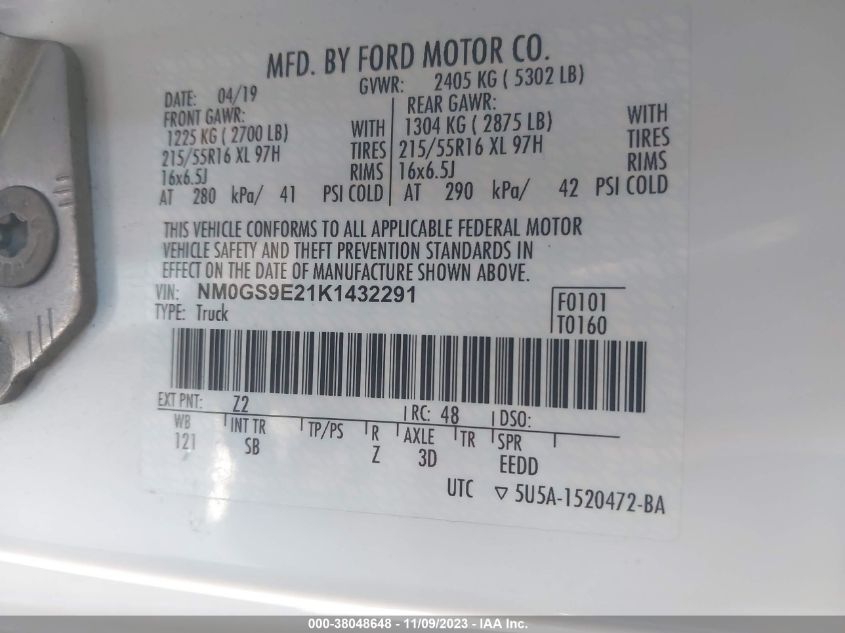 MFD. BY FORD MOTOR CO.
DATE: 04/19 GVWR: 2405 KG ( 5302 LB)
FRONT GAWR: REAR GAWR:
1225 KG ( 2700 LB) WITH 1304 KG ( 2875 LB) WITH
215/55R16 XL 97H TIRES 215/55R16 XL 97H TIRES
16x6.5J RIMS 16x6.5J RIMS
AT 280 kPa/ 41 PSI COLD AT 290 kPa/ 42 PSI COLD
THIS VEHICLE CONFORMS TO ALL APPLICABLE FEDERAL MOTOR
VEHICLE SAFETY AND THEFT PREVENTION STANDARDS IN
EFFECT ON THE DATE OF MANUFACTURE SHOWN ABOVE.
VIN: NM0GS9E21K1432291 F0101
TYPE: Truck T0160
EXT PNT: Z2 RC: 48 DSO:
WB INT TR TP/PS R AXLE TR SPR
121 SB Z 3D EEDD
UTC ▽ 5U5A-1520472-BA
000-38048648 - 11/09/2023 - IAA Inc.